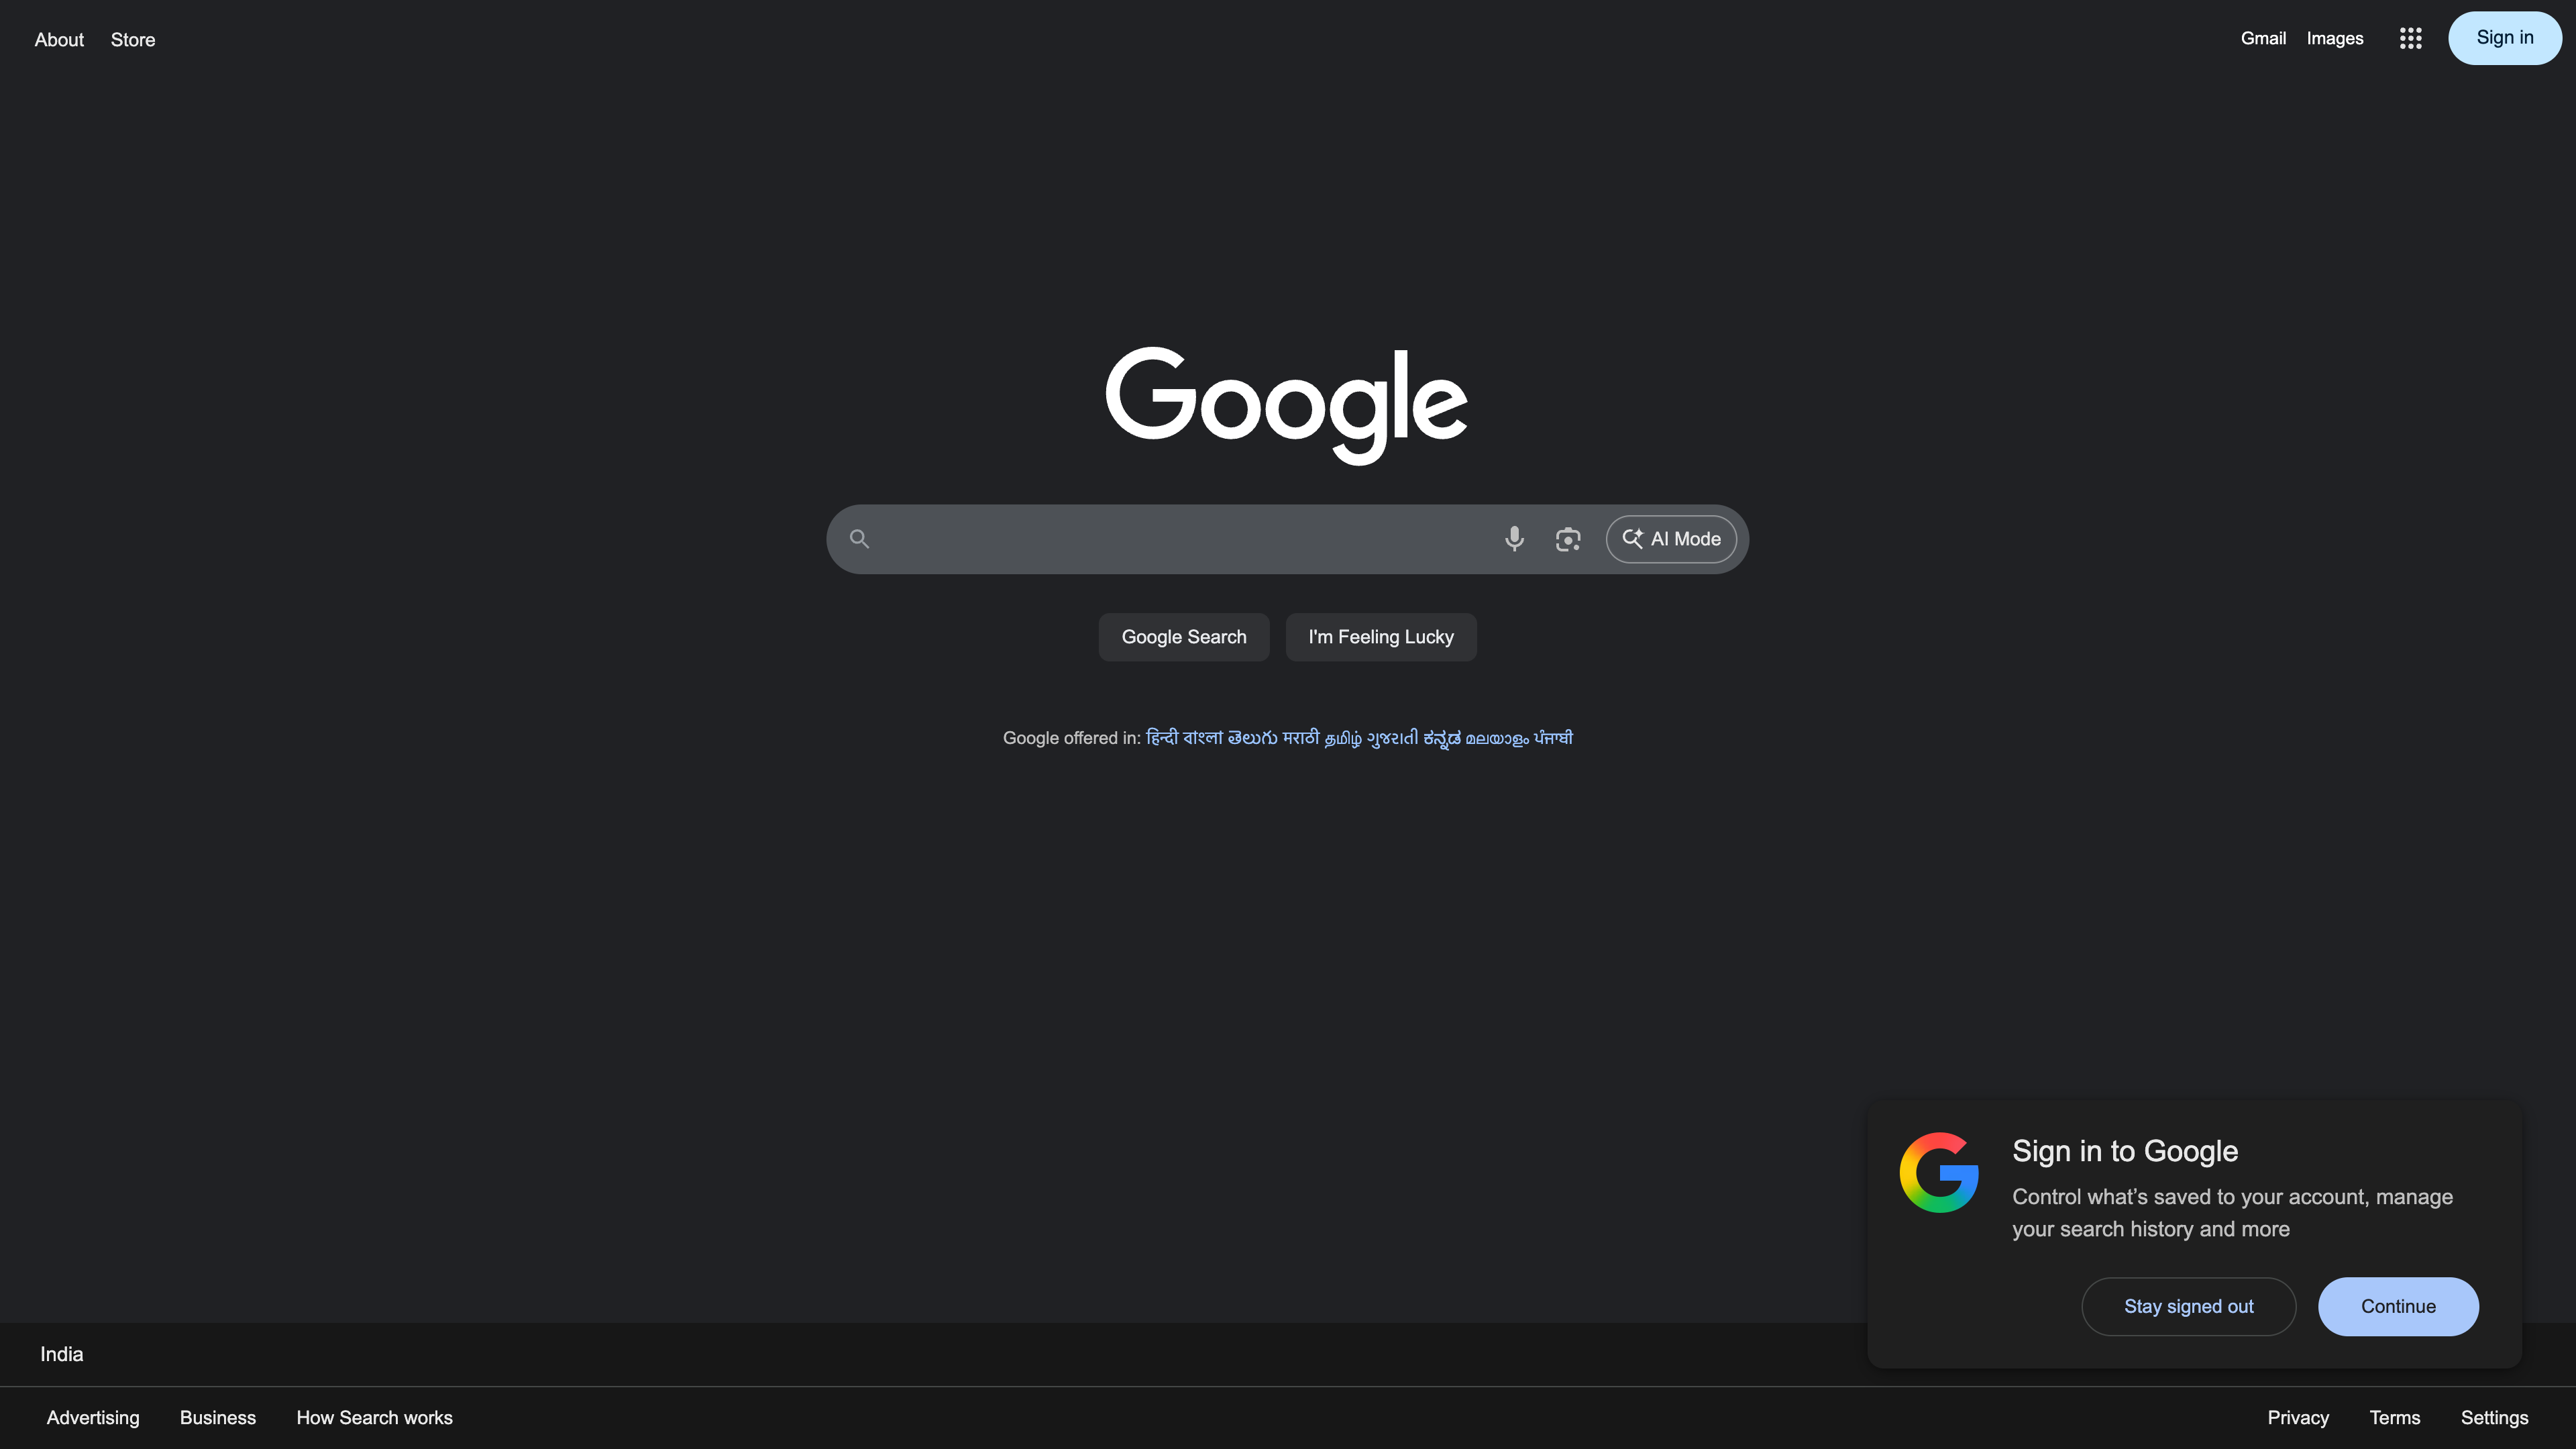 About Store
Gmail Images Sign in
Google
AI Mode
Google Search I'm Feeling Lucky
Google offered in: हिन्दी বাংলা తెలుగు मराठी தமிழ் ગુજરાતી ಕನ್ನಡ മലയാളം ਪੰਜਾਬੀ
Sign in to Google
Control what’s saved to your account, manage
your search history and more
Stay signed out Continue
India
Advertising Business How Search works
Privacy Terms Settings